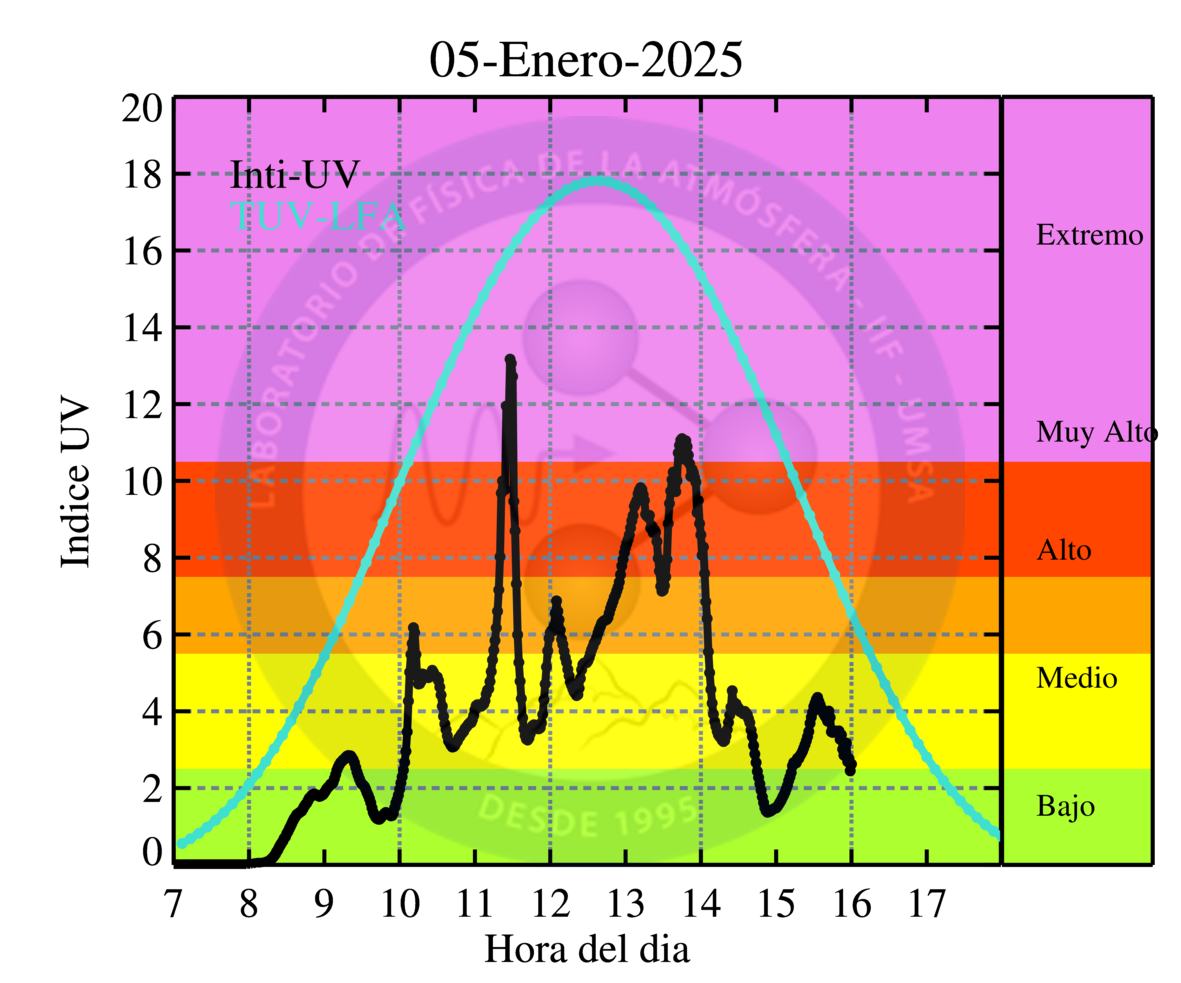 05-Enero-2025
Inti-UV
TUV-LFA
20
18
16
14
12
10
8
6
4
2
0
Indice UV
7 8 9 10 11 12 13 14 15 16 17
Hora del dia
Extremo
Muy Alto
Alto
Medio
Bajo
LABORATORIO DE FÍSICA DE LA ATMÓSFERA - IIF - UMSA
DESDE 1995